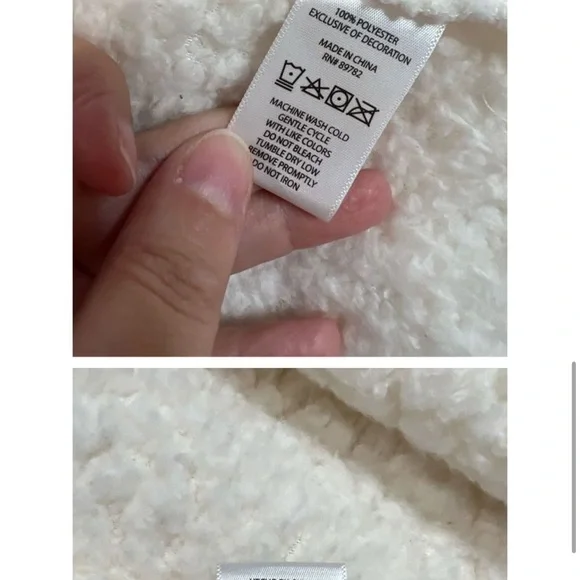 100% POLYESTER
EXCLUSIVE OF DECORATION
MADE IN CHINA
RN# 89782
MACHINE WASH COLD
GENTLE CYCLE
WITH LIKE COLORS
DO NOT BLEACH
TUMBLE DRY LOW
REMOVE PROMPTLY
DO NOT IRON